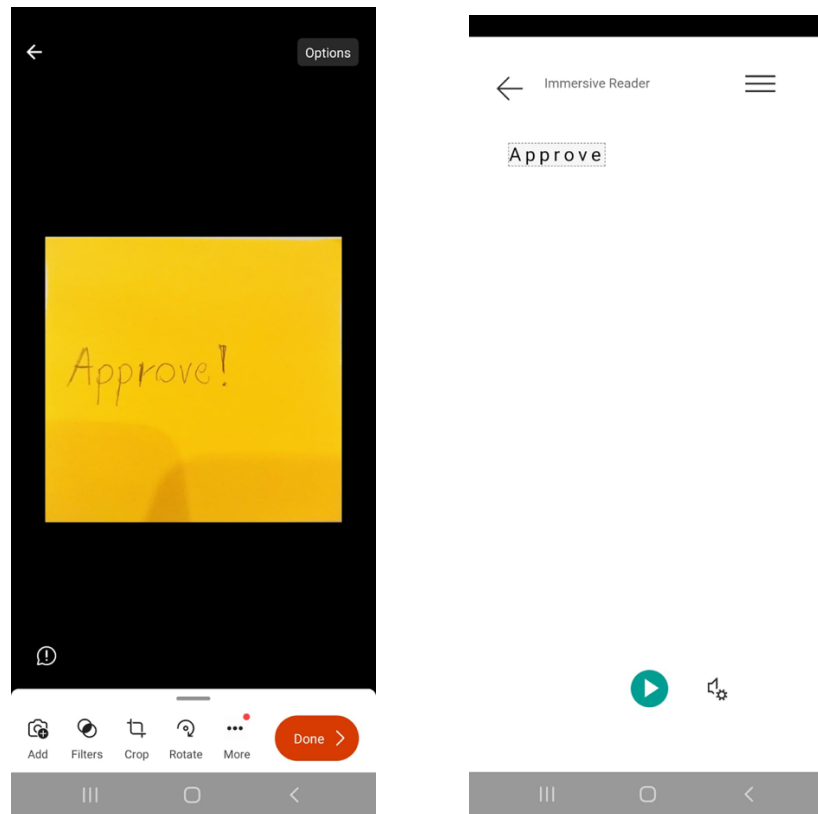 Options
Approve!
Add
Filters
Crop
Rotate
More
Done
Immersive Reader
Approve